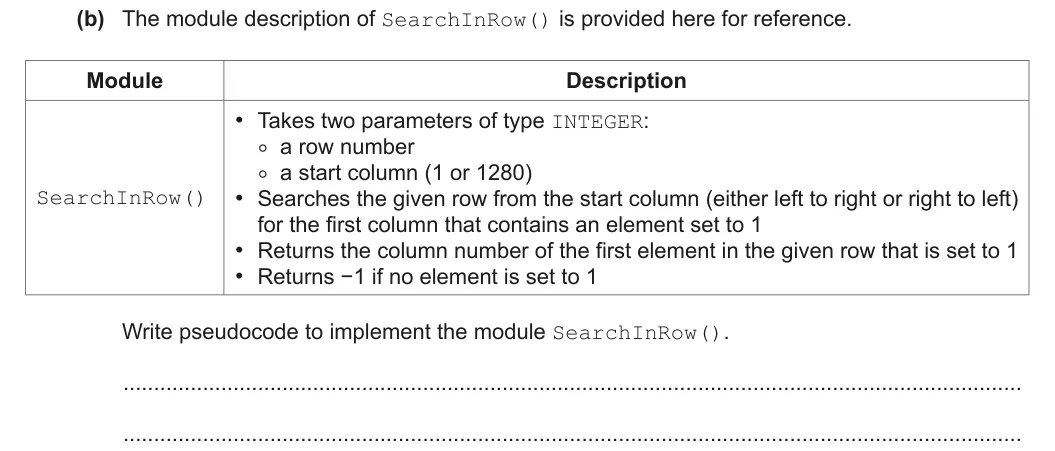 (b) The module description of SearchInRow() is provided here for reference.
Module Description
SearchInRow()
• Takes two parameters of type INTEGER:
◦ a row number
◦ a start column (1 or 1280)
• Searches the given row from the start column (either left to right or right to left)
for the first column that contains an element set to 1
• Returns the column number of the first element in the given row that is set to 1
• Returns −1 if no element is set to 1
Write pseudocode to implement the module SearchInRow().